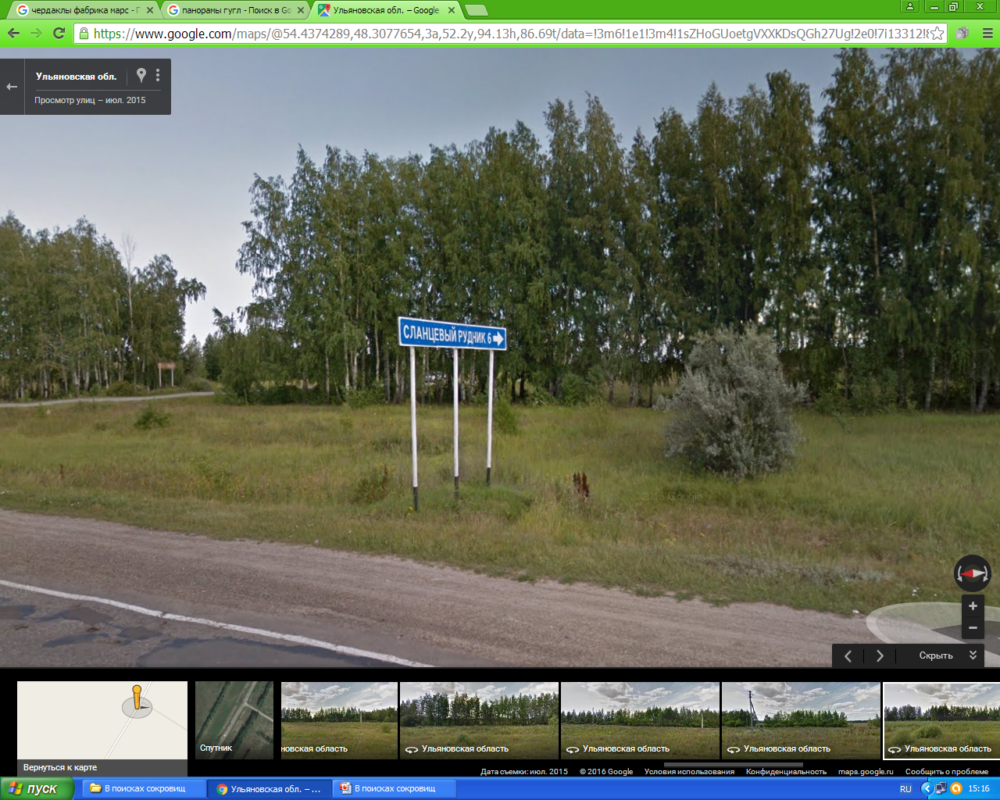 чердаклы фабрика марс - Г
панорамы гугл - Поиск в Go
Ульяновская обл. – Google
https://www.google.com/maps/@54.4374289,48.3077654,3a,52.2y,94.13h,86.69t/data=!3m6!1e1!3m4!1sZHoGUoetgVXXKDsQGh27Ug!2e0!7i13312!8
Ульяновская обл.
Просмотр улиц – июл. 2015
СЛАНЦЕВЫЙ РУДНИК 6
©2016 Google
Скрыть
Вернуться к карте
Спутник
новская область
Ульяновская область
Ульяновская область
Ульяновская область
Ульяновская область
Дата съемки: июл. 2015 © 2016 Google Условия использования Конфиденциальность maps.google.ru Сообщить о проблеме
пуск
В поисках сокровищ
Ульяновская обл. – ...
В поисках сокровищ
RU
15:16